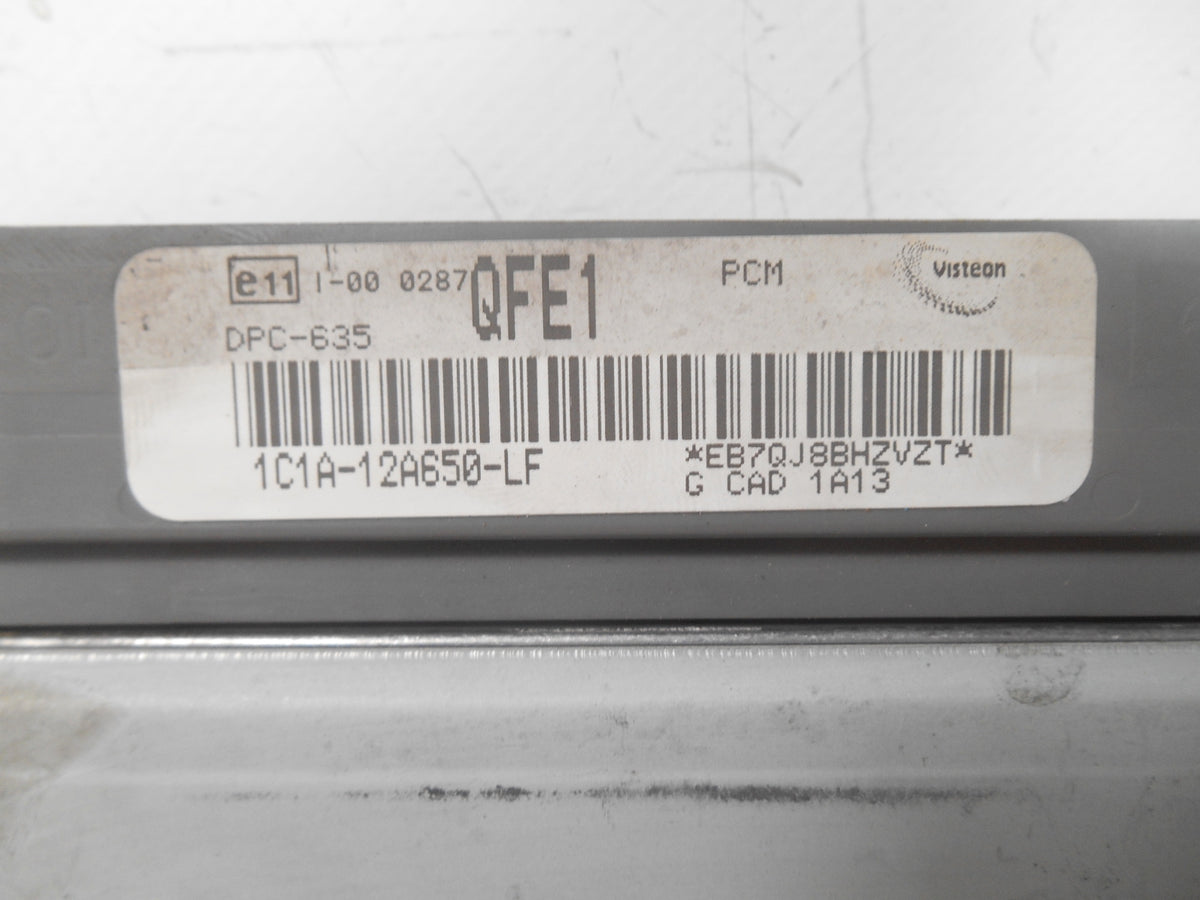 e11 I-00 0287 QFE1 PCM Visteon
DPC-635
1C1A-12A650-LF *EB7QJ8BHZVZT*
G CAD 1A13